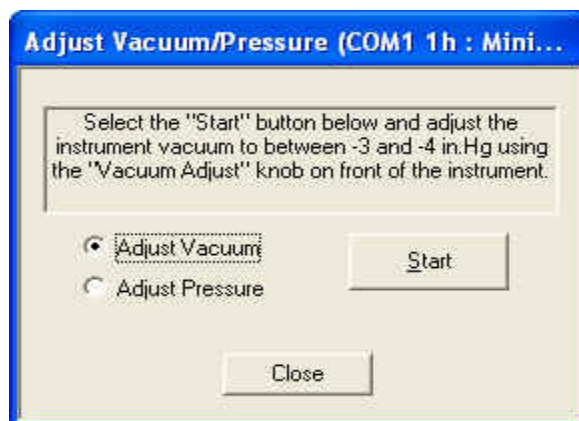 Adjust Vacuum/Pressure (COM1 1h : Mini...
Select the "Start" button below and adjust the
instrument vacuum to between -3 and -4 in.Hg using
the "Vacuum Adjust" knob on front of the instrument.
Adjust Vacuum
Start
Adjust Pressure
Close